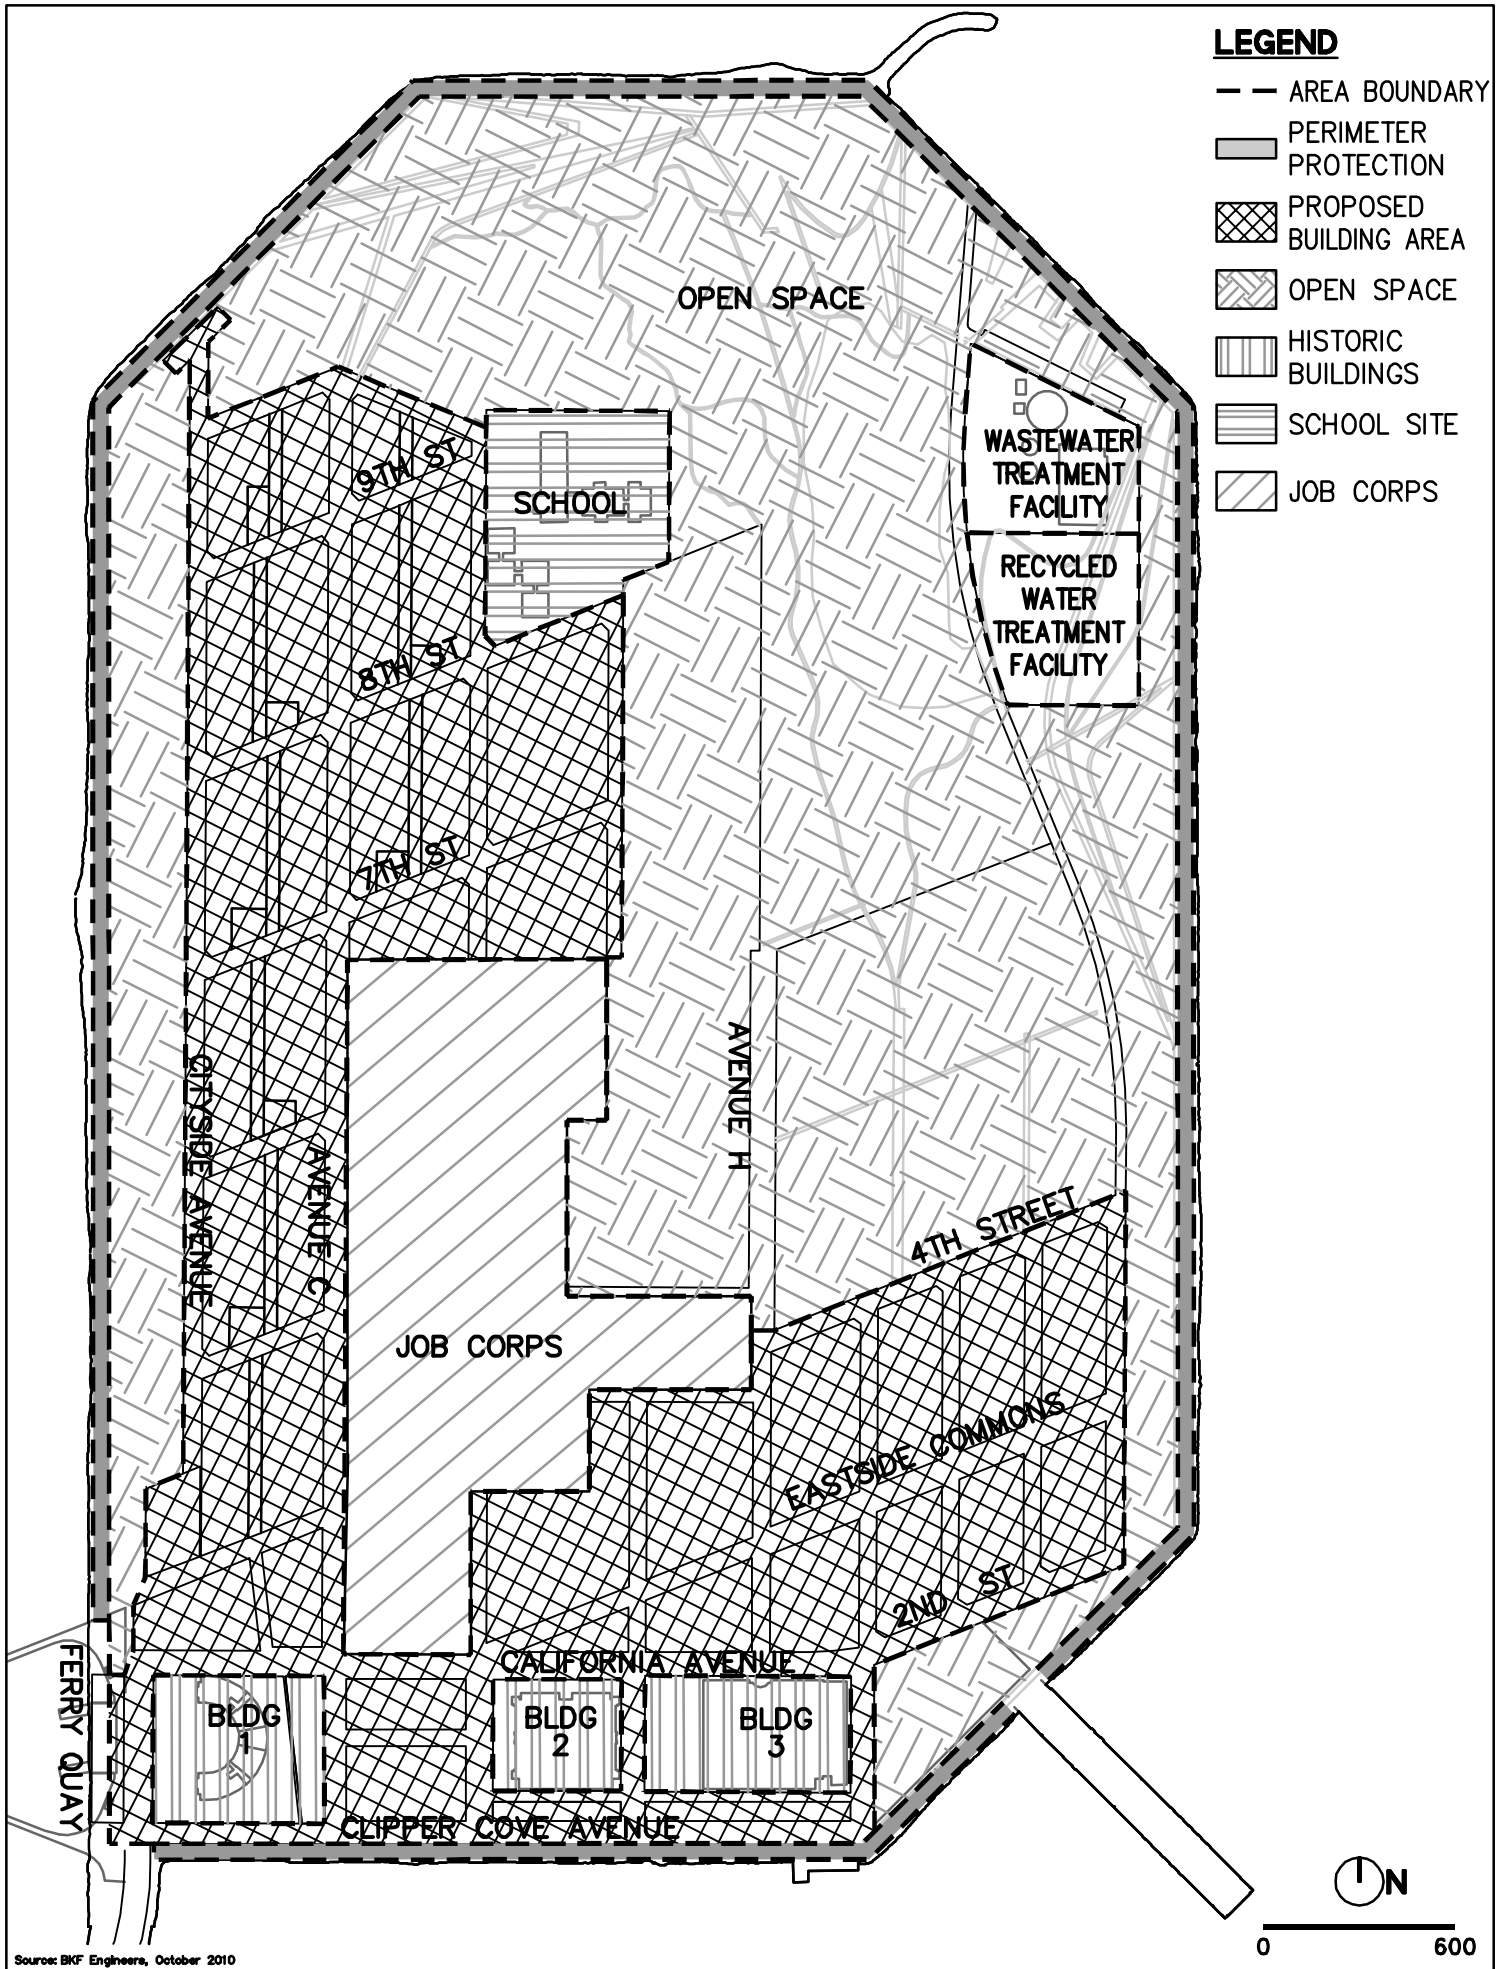 LEGEND
AREA BOUNDARY
PERIMETER
PROTECTION
PROPOSED
BUILDING AREA
OPEN SPACE
HISTORIC
BUILDINGS
SCHOOL SITE
JOB CORPS
OPEN SPACE
WASTEWATER
TREATMENT
FACILITY
RECYCLED
WATER
TREATMENT
FACILITY
9TH ST
SCHOOL
8TH ST
7TH ST
CITYSIDE AVENUE
AVENUE C
AVENUE H
4TH STREET
JOB CORPS
EASTSIDE COMMONS
2ND ST
CALIFORNIA AVENUE
FERRY QUAY
BLDG
1
BLDG
2
BLDG
3
CLIPPER COVE AVENUE
N
0 600
Source: BKF Engineers, October 2010